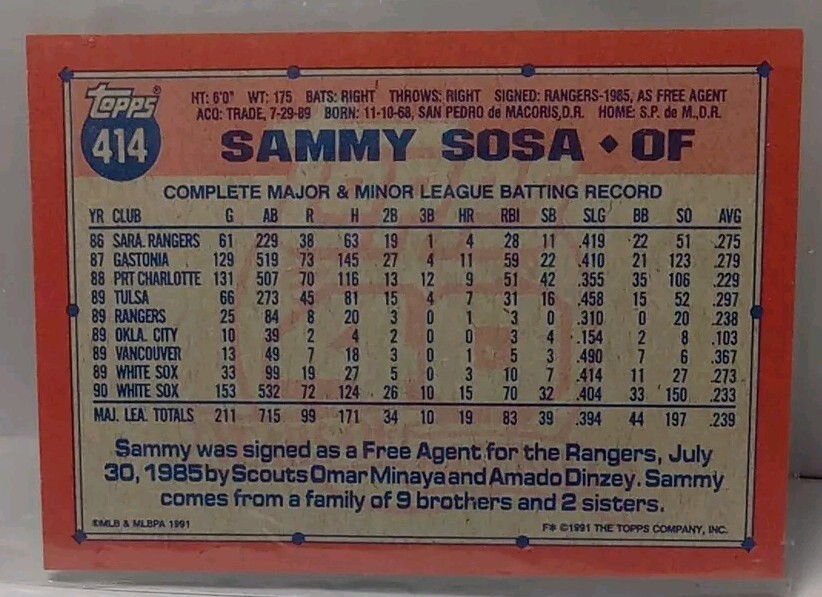 Topps®
414
HT: 6'0" WT: 175 BATS: RIGHT THROWS: RIGHT SIGNED: RANGERS-1985, AS FREE AGENT
ACQ: TRADE, 7-29-89 BORN: 11-10-68, SAN PEDRO de MACORIS, D.R. HOME: S.P. de M., D.R.
SAMMY SOSA ◆ OF
COMPLETE MAJOR & MINOR LEAGUE BATTING RECORD
YR CLUB G AB R H 2B 3B HR RBI SB SLG BB SO AVG
86 SARA. RANGERS 61 229 38 63 19 1 4 28 11 .419 22 51 .275
87 GASTONIA 129 519 73 145 27 4 11 59 22 .410 21 123 .279
88 PRT CHARLOTTE 131 507 70 116 13 12 9 51 42 .355 35 106 .229
89 TULSA 66 273 45 81 15 4 7 31 16 .458 15 52 .297
89 RANGERS 25 84 8 20 3 0 1 3 0 .310 0 20 .238
89 OKLA. CITY 10 39 2 4 2 0 0 3 4 .154 2 8 .103
89 VANCOUVER 13 49 7 18 3 0 1 5 3 .490 7 6 .367
89 WHITE SOX 33 99 19 27 5 0 3 10 7 .414 11 27 .273
90 WHITE SOX 153 532 72 124 26 10 15 70 32 .404 33 150 .233
MAJ. LEA. TOTALS 211 715 99 171 34 10 19 83 39 .394 44 197 .239
Sammy was signed as a Free Agent for the Rangers, July
30, 1985 by Scouts Omar Minaya and Amado Dinzey. Sammy
comes from a family of 9 brothers and 2 sisters.
©MLB & MLBPA 1991
F* ©1991 THE TOPPS COMPANY, INC.